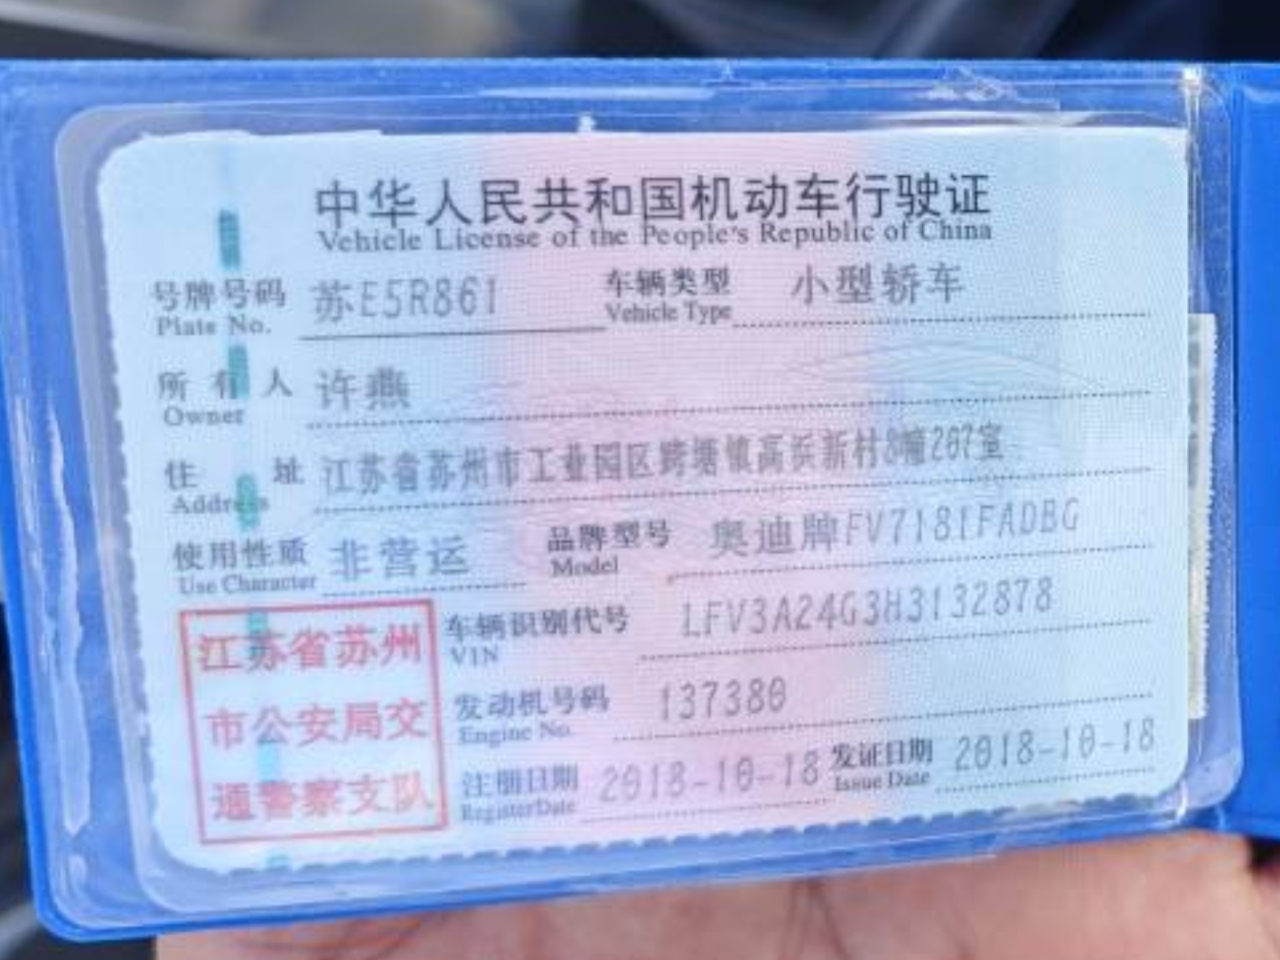 中华人民共和国机动车行驶证
Vehicle License of the People's Republic of China
号牌号码 苏E5R861 车辆类型 小型轿车
Plate No. Vehicle Type
所有人 许燕
Owner
住址 江苏省苏州市工业园区跨塘镇高浜新村8幢207室
Address
使用性质 非营运 品牌型号 奥迪牌FV7181FADBG
Use Character Model
江苏省苏州
市公安局交
通警察支队
车辆识别代号 LFV3A24G3H3132878
VIN
发动机号码 137380
Engine No.
注册日期 2018-10-18 发证日期 2018-10-18
Register Date Issue Date